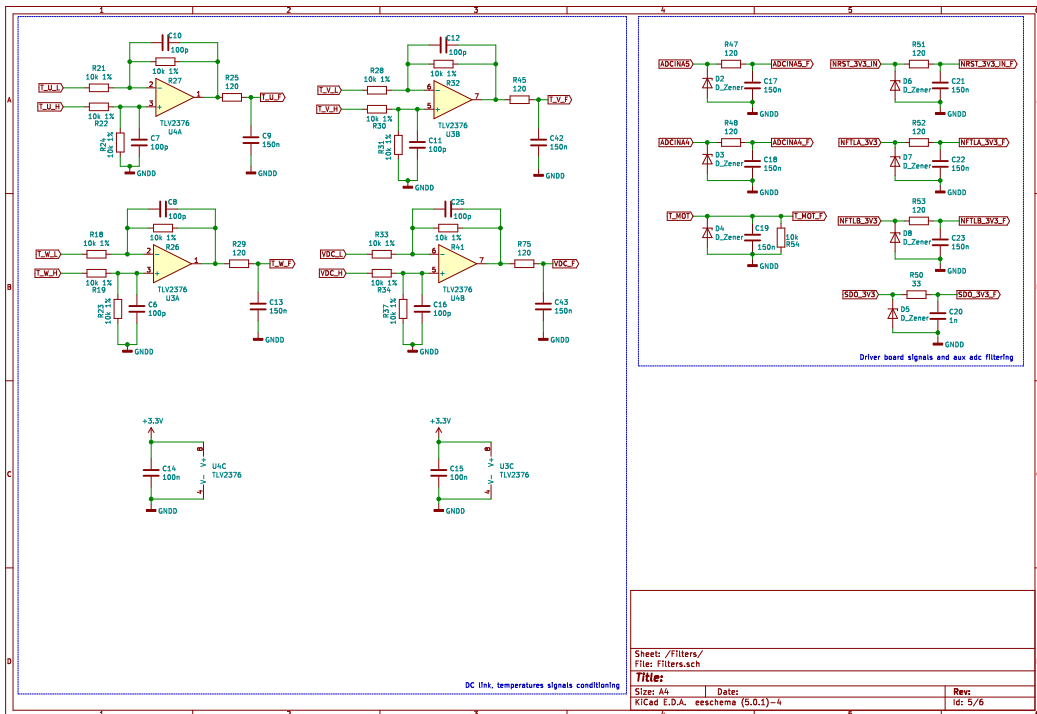 1 2 3 4 5
A
B
C
D
C10
100p
R21
10k 1%
10k 1%
R27
T_U_L
T_U_H
10k 1%
R22
2
3
1
TLV2376
U4A
R25
120
T_U_F
R24
10k 1%
C7
100p
C9
150n
GNDD
GNDD
C12
100p
R28
10k 1%
10k 1%
R32
T_V_L
T_V_H
10k 1%
R30
6
5
7
TLV2376
U3B
R45
120
T_V_F
R31
10k 1%
C11
100p
C42
150n
GNDD
GNDD
C8
100p
R18
10k 1%
10k 1%
R26
T_W_L
T_W_H
10k 1%
R19
2
3
1
TLV2376
U3A
R29
120
T_W_F
R23
10k 1%
C6
100p
C13
150n
GNDD
GNDD
C25
100p
R33
10k 1%
10k 1%
R41
VDC_L
VDC_H
10k 1%
R34
6
5
7
TLV2376
U4B
R75
120
VDC_F
R37
10k 1%
C16
100p
C43
150n
GNDD
GNDD
+3.3V
C14
100n
8
V+
V-
4
U4C
TLV2376
GNDD
+3.3V
C15
100n
8
V+
V-
4
U3C
TLV2376
GNDD
DC link, temperatures signals conditioning
R47
120
ADCINA5
ADCINA5_F
D2
D_Zener
C17
150n
GNDD
R48
120
ADCINA4
ADCINA4_F
D3
D_Zener
C18
150n
GNDD
T_MOT
T_MOT_F
D4
D_Zener
C19
150n
10k
R54
GNDD
R51
120
NRST_3V3_IN
NRST_3V3_IN_F
D6
D_Zener
C21
150n
GNDD
R52
120
NFTLA_3V3
NFTLA_3V3_F
D7
D_Zener
C22
150n
GNDD
R53
120
NFTLB_3V3
NFTLB_3V3_F
D8
D_Zener
C23
150n
GNDD
R50
33
SDO_3V3
SDO_3V3_F
D5
D_Zener
C20
1n
GNDD
Driver board signals and aux adc filtering
Sheet: /Filters/
File: Filters.sch
Title:
Size: A4 Date: Rev:
KiCad E.D.A. eeschema (5.0.1)-4 Id: 5/6
A
B
C
1 2 3 4 5